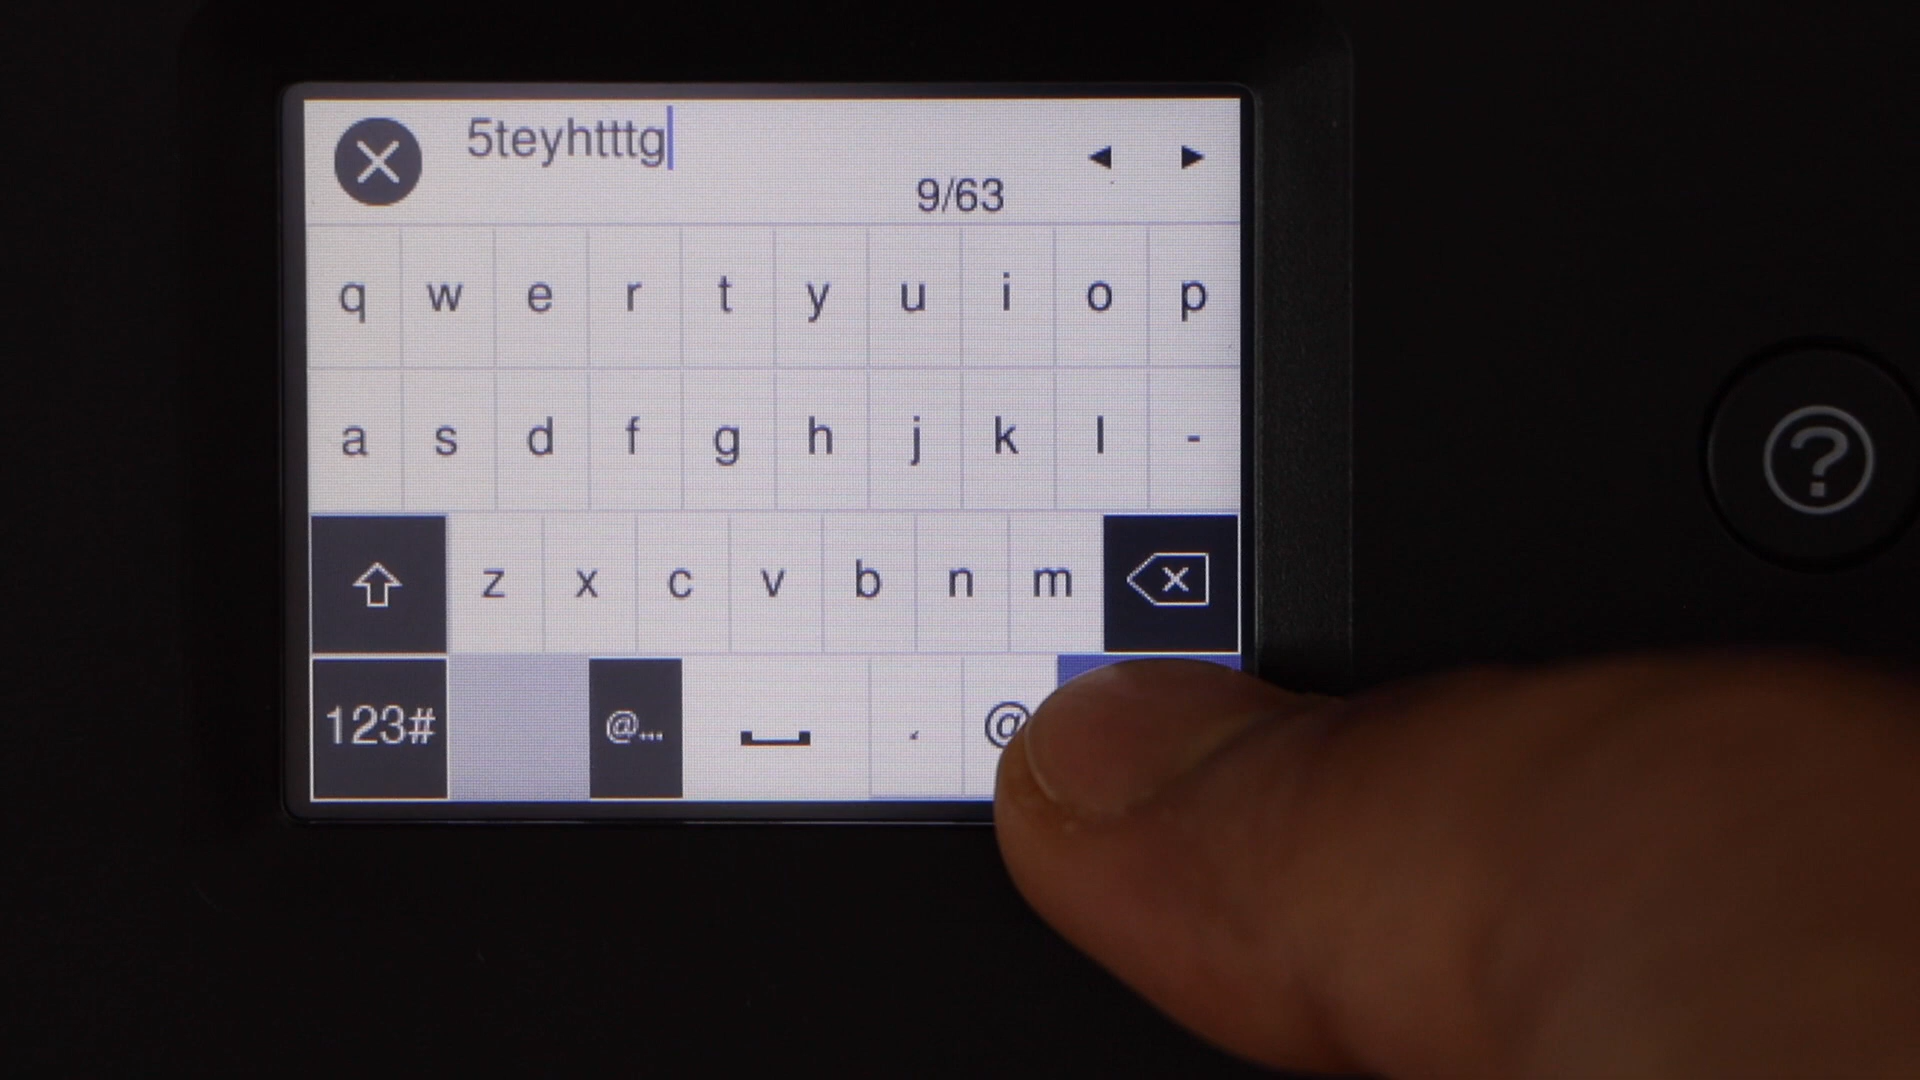 5teyhtttg
9/63
q w e r t y u i o p
a s d f g h j k l -
z x c v b n m
123# @... . @
?